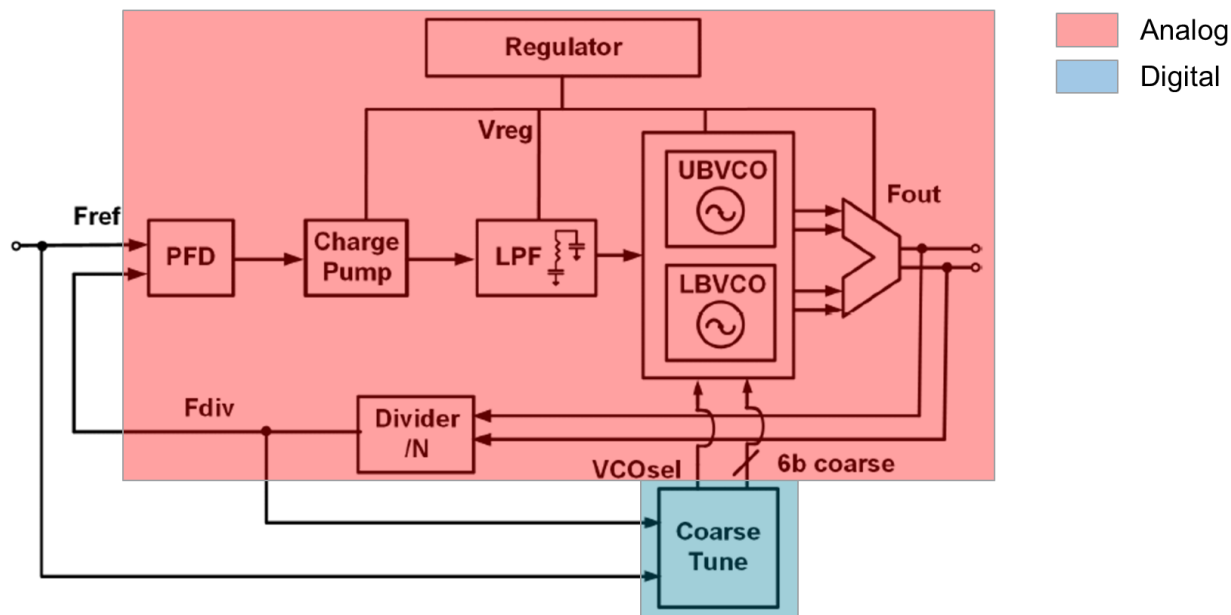 Regulator
Analog
Digital
Vreg
UBVCO
Fout
Fref
PFD
Charge
Pump
LPF
LBVCO
Fdiv
Divider
/N
VCOsel
6b coarse
Coarse
Tune